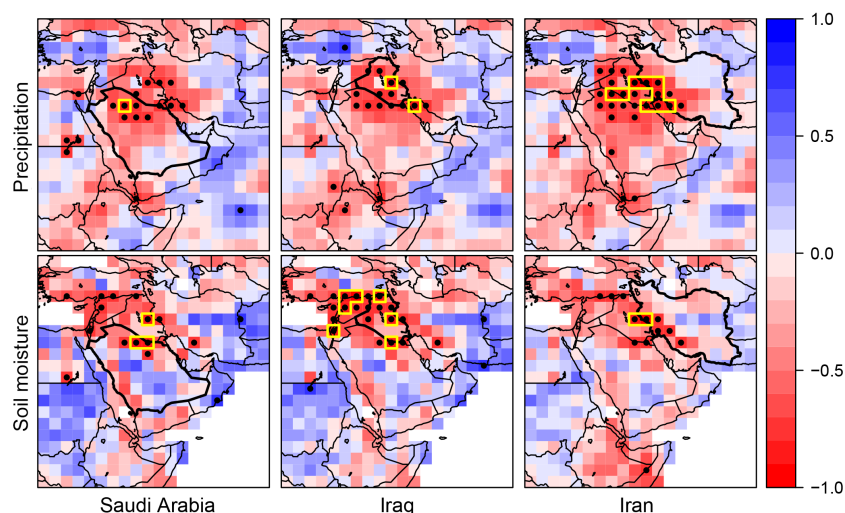 Precipitation
Soil moisture
Saudi Arabia
Iraq
Iran
1.0
0.5
0.0
−0.5
−1.0